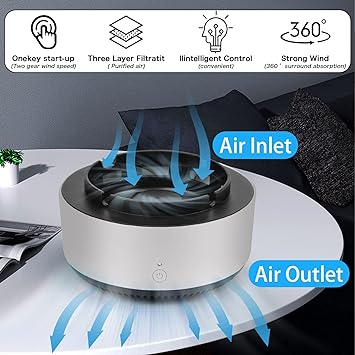 360°
Onekey start-up
(Two gear wind speed)
Three Layer Filtratit
( Purified air)
Ilintelligent Control
(convenient)
Strong Wind
(360° surround absorption)
Air Inlet
Air Outlet